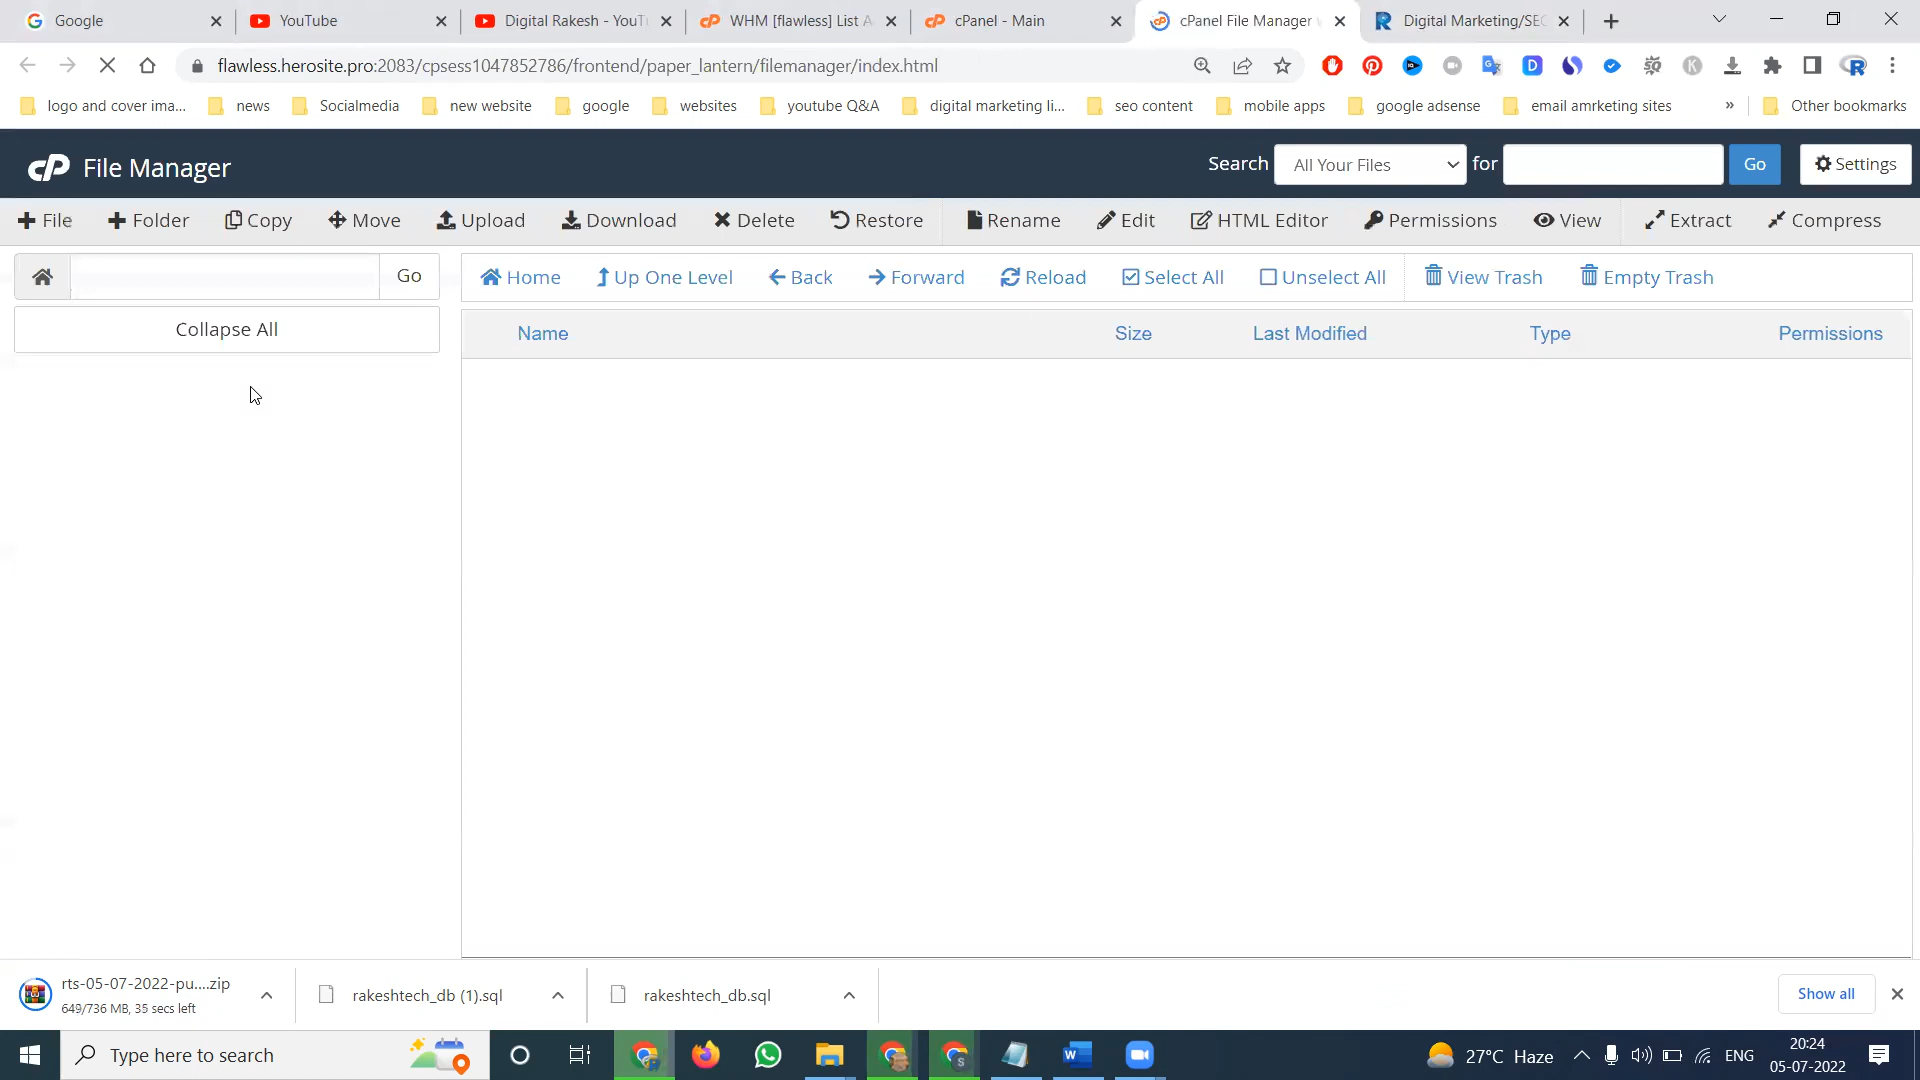 Google
YouTube
Digital Rakesh - YouT
WHM [flawless] List A
cPanel - Main
cPanel File Manager
Digital Marketing/SEO
flawless.herosite.pro:2083/cpsess1047852786/frontend/paper_lantern/filemanager/index.html
logo and cover ima...
news
Socialmedia
new website
google
websites
youtube Q&A
digital marketing li...
seo content
mobile apps
google adsense
email amrketing sites
»
Other bookmarks
cP File Manager
Search
All Your Files
for
Go
Settings
File
Folder
Copy
Move
Upload
Download
Delete
Restore
Rename
Edit
HTML Editor
Permissions
View
Extract
Compress
Go
Home
Up One Level
Back
Forward
Reload
Select All
Unselect All
View Trash
Empty Trash
Collapse All
Name
Size
Last Modified
Type
Permissions
rts-05-07-2022-pu....zip
649/736 MB, 35 secs left
rakeshtech_db (1).sql
rakeshtech_db.sql
Show all
Type here to search
27°C Haze
ENG
20:24
05-07-2022